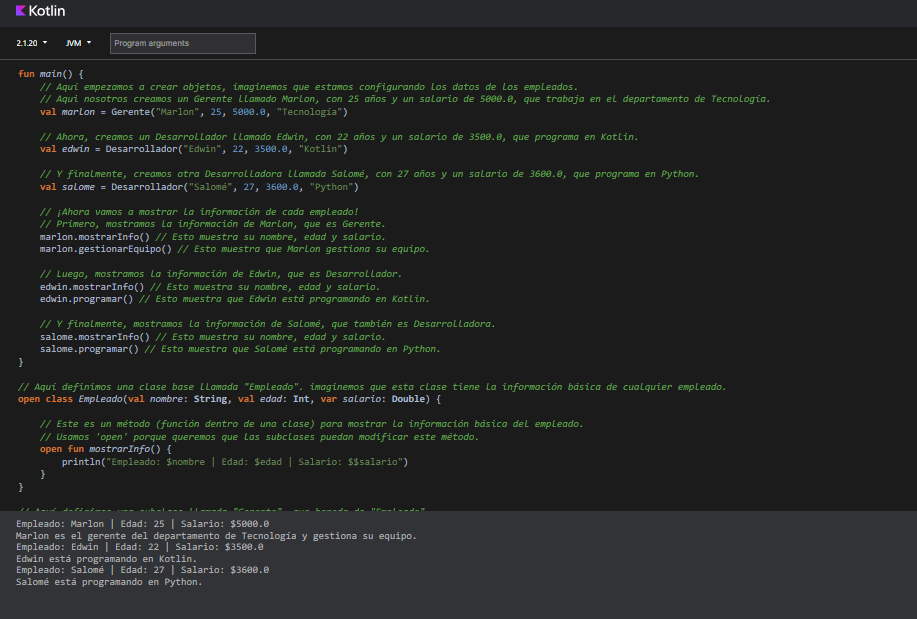 Kotlin
2.1.20 JVM Program arguments
fun main() {
// Aquí empezamos a crear objetos, imaginemos que estamos configurando los datos de los empleados.
// Aquí nosotros creamos un Gerente llamado Marlon, con 25 años y un salario de 5000.0, que trabaja en el departamento de Tecnología.
val marlon = Gerente("Marlon", 25, 5000.0, "Tecnología")
// Ahora, creamos un Desarrollador llamado Edwin, con 22 años y un salario de 3500.0, que programa en Kotlin.
val edwin = Desarrollador("Edwin", 22, 3500.0, "Kotlin")
// Y finalmente, creamos otra Desarrolladora llamada Salomé, con 27 años y un salario de 3600.0, que programa en Python.
val salome = Desarrollador("Salomé", 27, 3600.0, "Python")
// ¡Ahora vamos a mostrar la información de cada empleado!
// Primero, mostramos la información de Marlon, que es Gerente.
marlon.mostrarInfo() // Esto muestra su nombre, edad y salario.
marlon.gestionarEquipo() // Esto muestra que Marlon gestiona su equipo.
// Luego, mostramos la información de Edwin, que es Desarrollador.
edwin.mostrarInfo() // Esto muestra su nombre, edad y salario.
edwin.programar() // Esto muestra que Edwin está programando en Kotlin.
// Y finalmente, mostramos la información de Salomé, que también es Desarrolladora.
salome.mostrarInfo() // Esto muestra su nombre, edad y salario.
salome.programar() // Esto muestra que Salomé está programando en Python.
}
// Aquí definimos una clase base llamada "Empleado". imaginemos que esta clase tiene la información básica de cualquier empleado.
open class Empleado(val nombre: String, val edad: Int, var salario: Double) {
// Este es un método (función dentro de una clase) para mostrar la información básica del empleado.
// Usamos 'open' porque queremos que las subclases puedan modificar este método.
open fun mostrarInfo() {
println("Empleado: $nombre | Edad: $edad | Salario: $$salario")
}
}
// Aquí definimos una subclase llamada "Gerente", que hereda de "Empleado"
Empleado: Marlon | Edad: 25 | Salario: $5000.0
Marlon es el gerente del departamento de Tecnología y gestiona su equipo.
Empleado: Edwin | Edad: 22 | Salario: $3500.0
Edwin está programando en Kotlin.
Empleado: Salomé | Edad: 27 | Salario: $3600.0
Salomé está programando en Python.